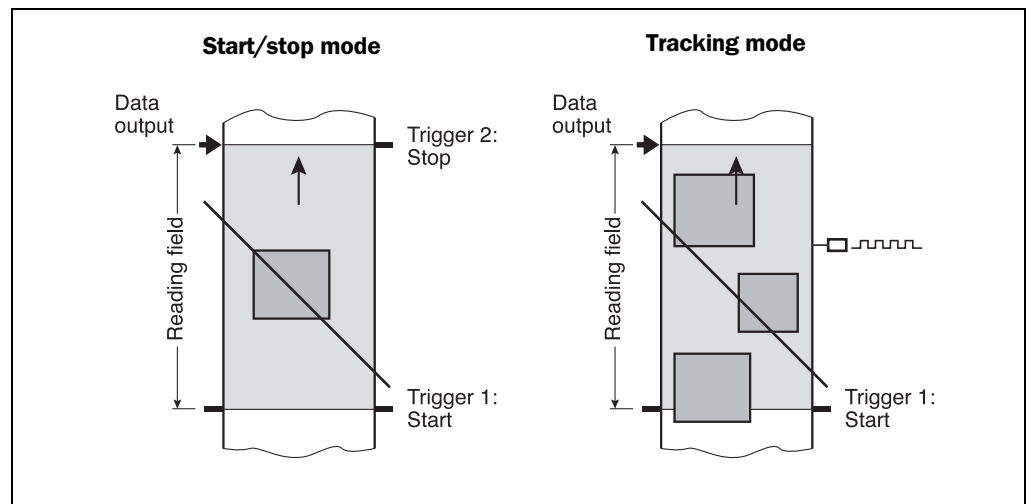 Start/stop mode
Data
output
Trigger 2:
Stop
Reading field
Trigger 1:
Start
Tracking mode
Data
output
Reading field
Trigger 1:
Start